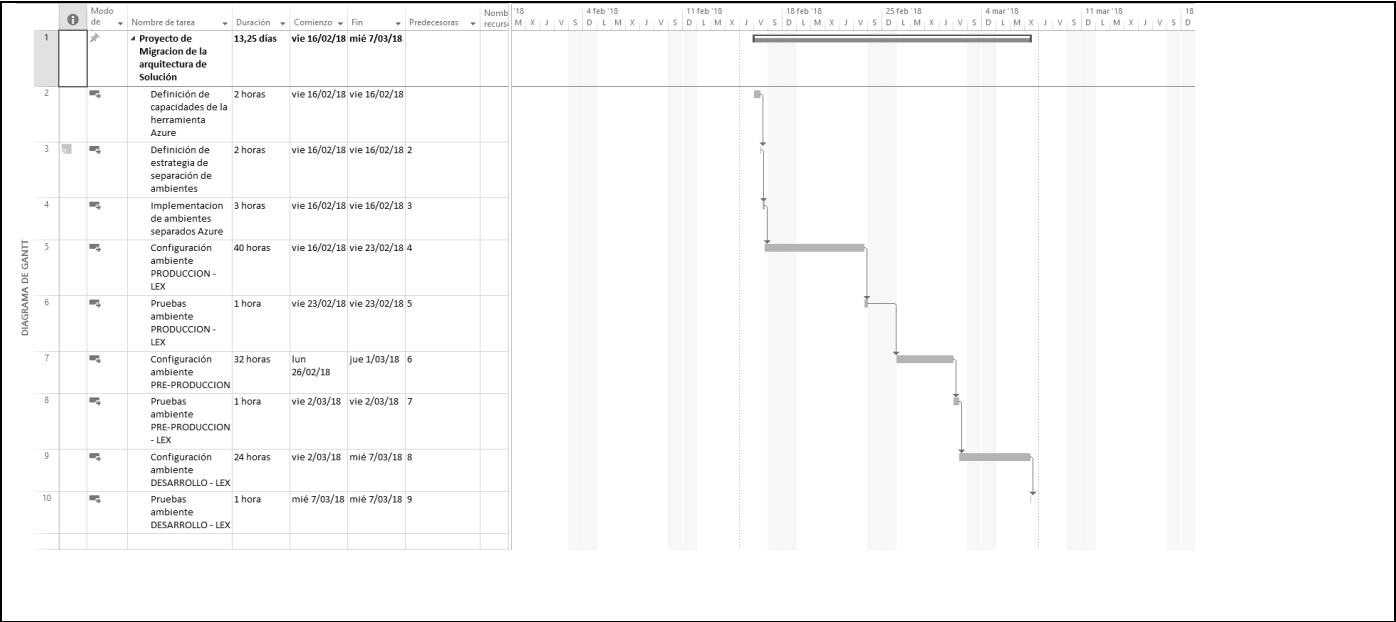 Modo de
Nombre de tarea
Duración
Comienzo
Fin
Predecesoras
Nomb recurs
'18
4 feb '18
11 feb '18
18 feb '18
25 feb '18
4 mar '18
11 mar '18
18
M X J V S D L M X J V S D L M X J V S D L M X J V S D L M X J V S D L M X J V S D L M X J V S D
DIAGRAMA DE GANTT
1 Proyecto de 13,25 días vie 16/02/18 mié 7/03/18
Migracion de la
arquitectura de
Solución
2 Definición de 2 horas vie 16/02/18 vie 16/02/18
capacidades de la
herramienta
Azure
3 Definición de 2 horas vie 16/02/18 vie 16/02/18 2
estrategia de
separación de
ambientes
4 Implementacion 3 horas vie 16/02/18 vie 16/02/18 3
de ambientes
separados Azure
5 Configuración 40 horas vie 16/02/18 vie 23/02/18 4
ambiente
PRODUCCION -
LEX
6 Pruebas 1 hora vie 23/02/18 vie 23/02/18 5
ambiente
PRODUCCION -
LEX
7 Configuración 32 horas lun jue 1/03/18 6
ambiente 26/02/18
PRE-PRODUCCION
8 Pruebas 1 hora vie 2/03/18 vie 2/03/18 7
ambiente
PRE-PRODUCCION
- LEX
9 Configuración 24 horas vie 2/03/18 mié 7/03/18 8
ambiente
DESARROLLO - LEX
10 Pruebas 1 hora mié 7/03/18 mié 7/03/18 9
ambiente
DESARROLLO - LEX